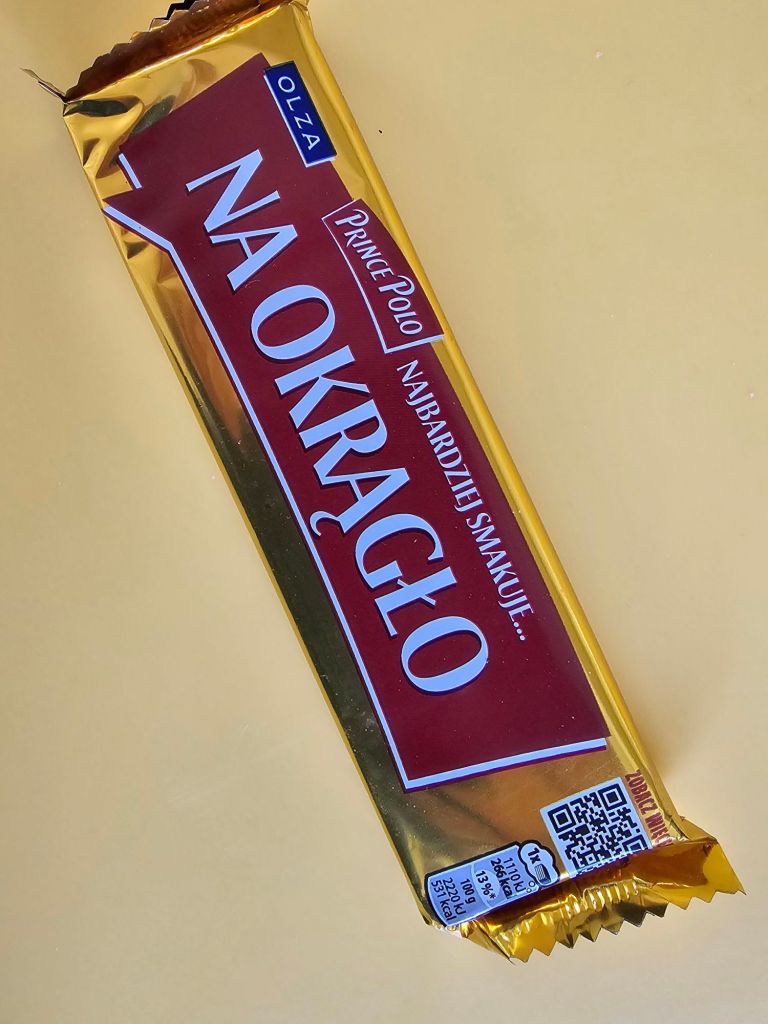 OLZA
PRINCE POLO
NAJBARDZIEJ SMAKUJE...
NA OKRĄGŁO
ZOBACZ
1x
1110 kJ
266 kcal
13 %*
100 g
2220 kJ
531 kcal